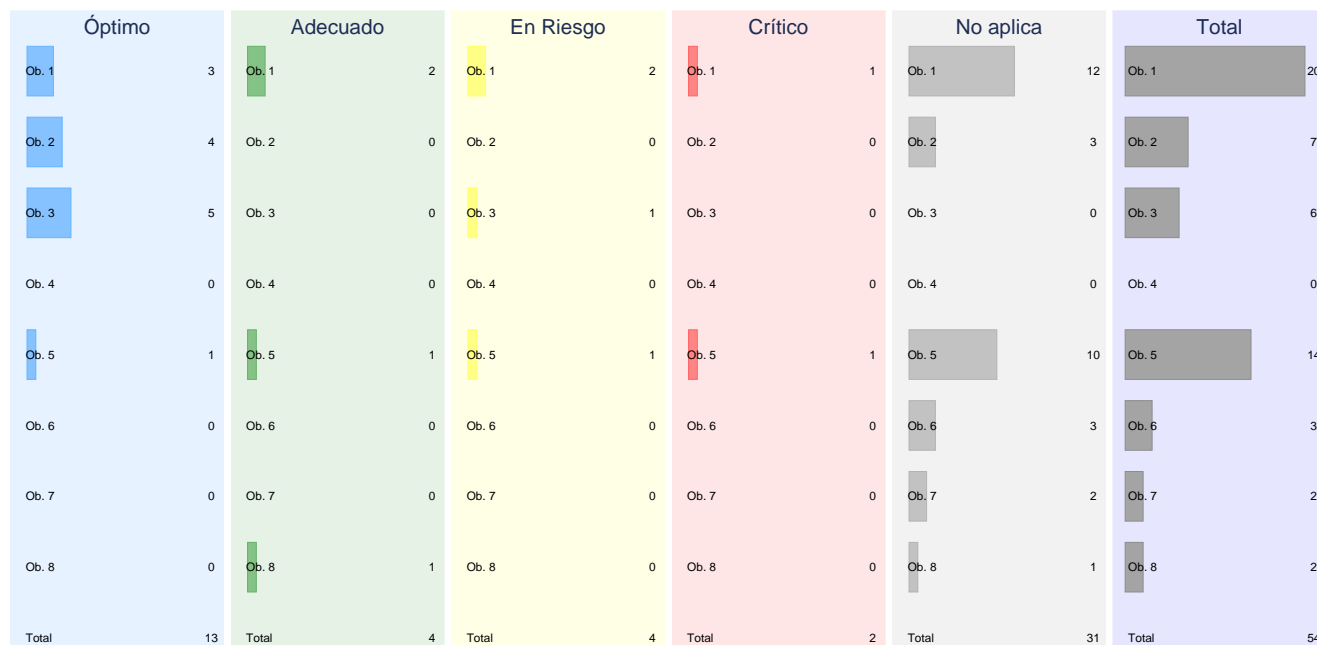 Óptimo Adecuado En Riesgo Crítico No aplica Total
Ob. 1 3 Ob. 1 2 Ob. 1 2 Ob. 1 1 Ob. 1 12 Ob. 1 20
Ob. 2 4 Ob. 2 0 Ob. 2 0 Ob. 2 0 Ob. 2 3 Ob. 2 7
Ob. 3 5 Ob. 3 0 Ob. 3 1 Ob. 3 0 Ob. 3 0 Ob. 3 6
Ob. 4 0 Ob. 4 0 Ob. 4 0 Ob. 4 0 Ob. 4 0 Ob. 4 0
Ob. 5 1 Ob. 5 1 Ob. 5 1 Ob. 5 1 Ob. 5 10 Ob. 5 14
Ob. 6 0 Ob. 6 0 Ob. 6 0 Ob. 6 0 Ob. 6 3 Ob. 6 3
Ob. 7 0 Ob. 7 0 Ob. 7 0 Ob. 7 0 Ob. 7 2 Ob. 7 2
Ob. 8 0 Ob. 8 1 Ob. 8 0 Ob. 8 0 Ob. 8 1 Ob. 8 2
Total 13 Total 4 Total 4 Total 2 Total 31 Total 54